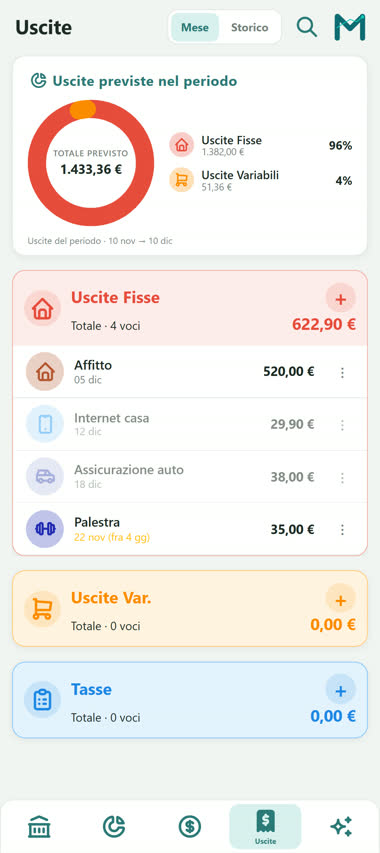 Uscite
Mese
Storico
Uscite previste nel periodo
TOTALE PREVISTO
1.433,36 €
Uscite Fisse
1.382,00 €
96%
Uscite Variabili
51,36 €
4%
Uscite del periodo · 10 nov → 10 dic
Uscite Fisse
+
Totale · 4 voci
622,90 €
Affitto
05 dic
520,00 €
Internet casa
12 dic
29,90 €
Assicurazione auto
18 dic
38,00 €
Palestra
22 nov (fra 4 gg)
35,00 €
Uscite Var.
+
Totale · 0 voci
0,00 €
Tasse
+
Totale · 0 voci
0,00 €
Uscite